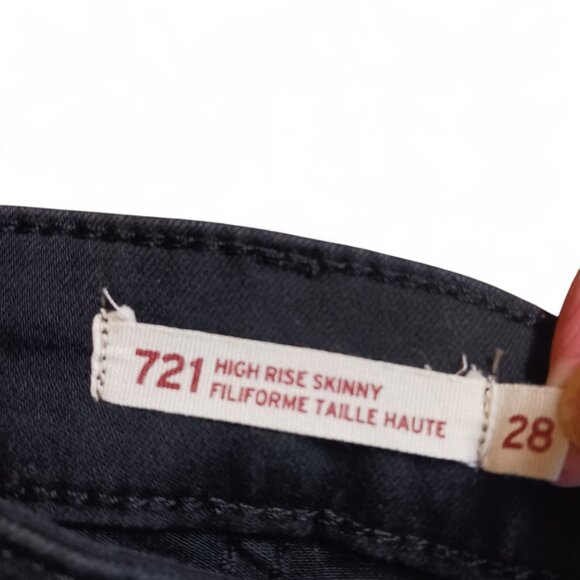 721
HIGH RISE SKINNY
FILIFORME TAILLE HAUTE
28